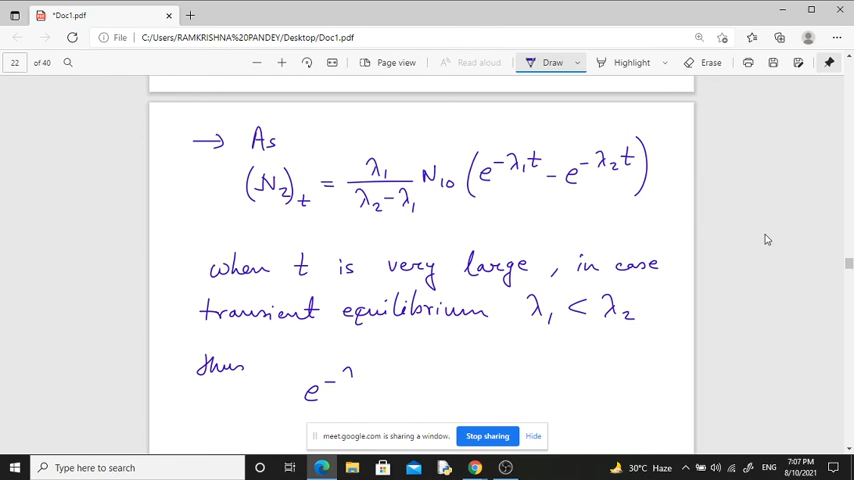 *Doc1.pdf
File C:/Users/RAMKRISHNA%20PANDEY/Desktop/Doc1.pdf
22 of 40 Page view Read aloud Draw Highlight Erase
→ As
(N₂)t = λ₁/(λ₂-λ₁) N₁₀ (e^-λ₁t - e^-λ₂t)
when t is very large, in case
transient equilibrium λ₁ < λ₂
thus
e^-
meet.google.com is sharing a window. Stop sharing Hide
Type here to search 30°C Haze ENG 7:07 PM
8/10/2021